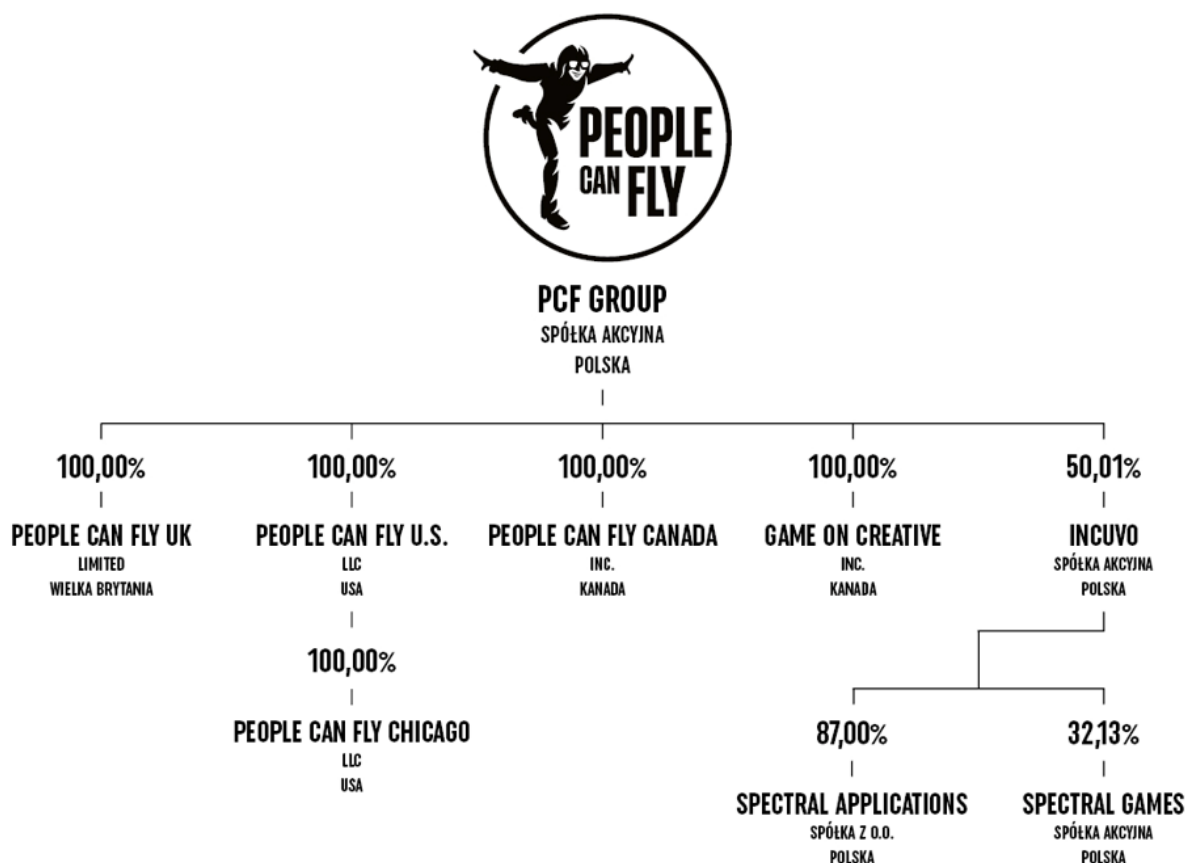 PEOPLE
CAN FLY
PCF GROUP
SPÓŁKA AKCYJNA
POLSKA
100,00% 100,00% 100,00% 100,00% 50,01%
PEOPLE CAN FLY UK PEOPLE CAN FLY U.S. PEOPLE CAN FLY CANADA GAME ON CREATIVE INCUVO
LIMITED LLC INC. INC. SPÓŁKA AKCYJNA
WIELKA BRYTANIA USA KANADA KANADA POLSKA
100,00%
PEOPLE CAN FLY CHICAGO
LLC
USA
87,00% 32,13%
SPECTRAL APPLICATIONS SPECTRAL GAMES
SPÓŁKA Z O.O. SPÓŁKA AKCYJNA
POLSKA POLSKA